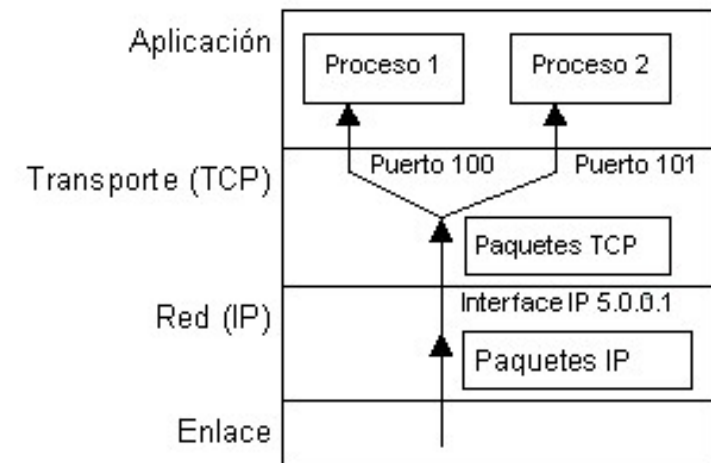 Aplicación
Proceso 1
Proceso 2
Transporte (TCP)
Puerto 100
Puerto 101
Paquetes TCP
Red (IP)
Interface IP 5.0.0.1
Paquetes IP
Enlace